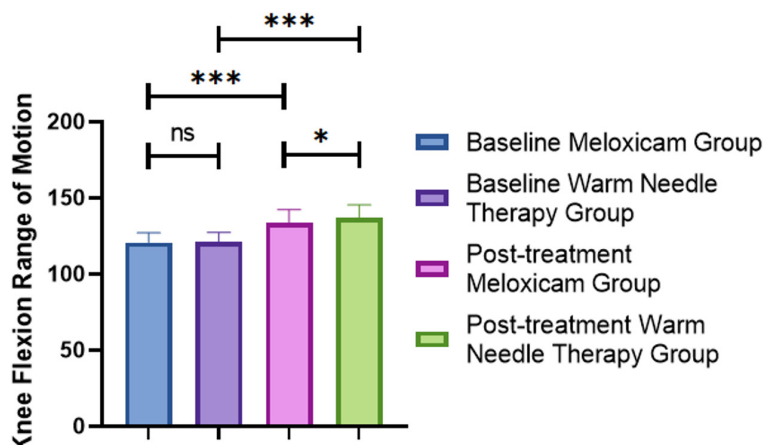 ***
***
ns
*
Knee Flexion Range of Motion
200
150
100
50
0
Baseline Meloxicam Group
Baseline Warm Needle
Therapy Group
Post-treatment
Meloxicam Group
Post-treatment Warm
Needle Therapy Group